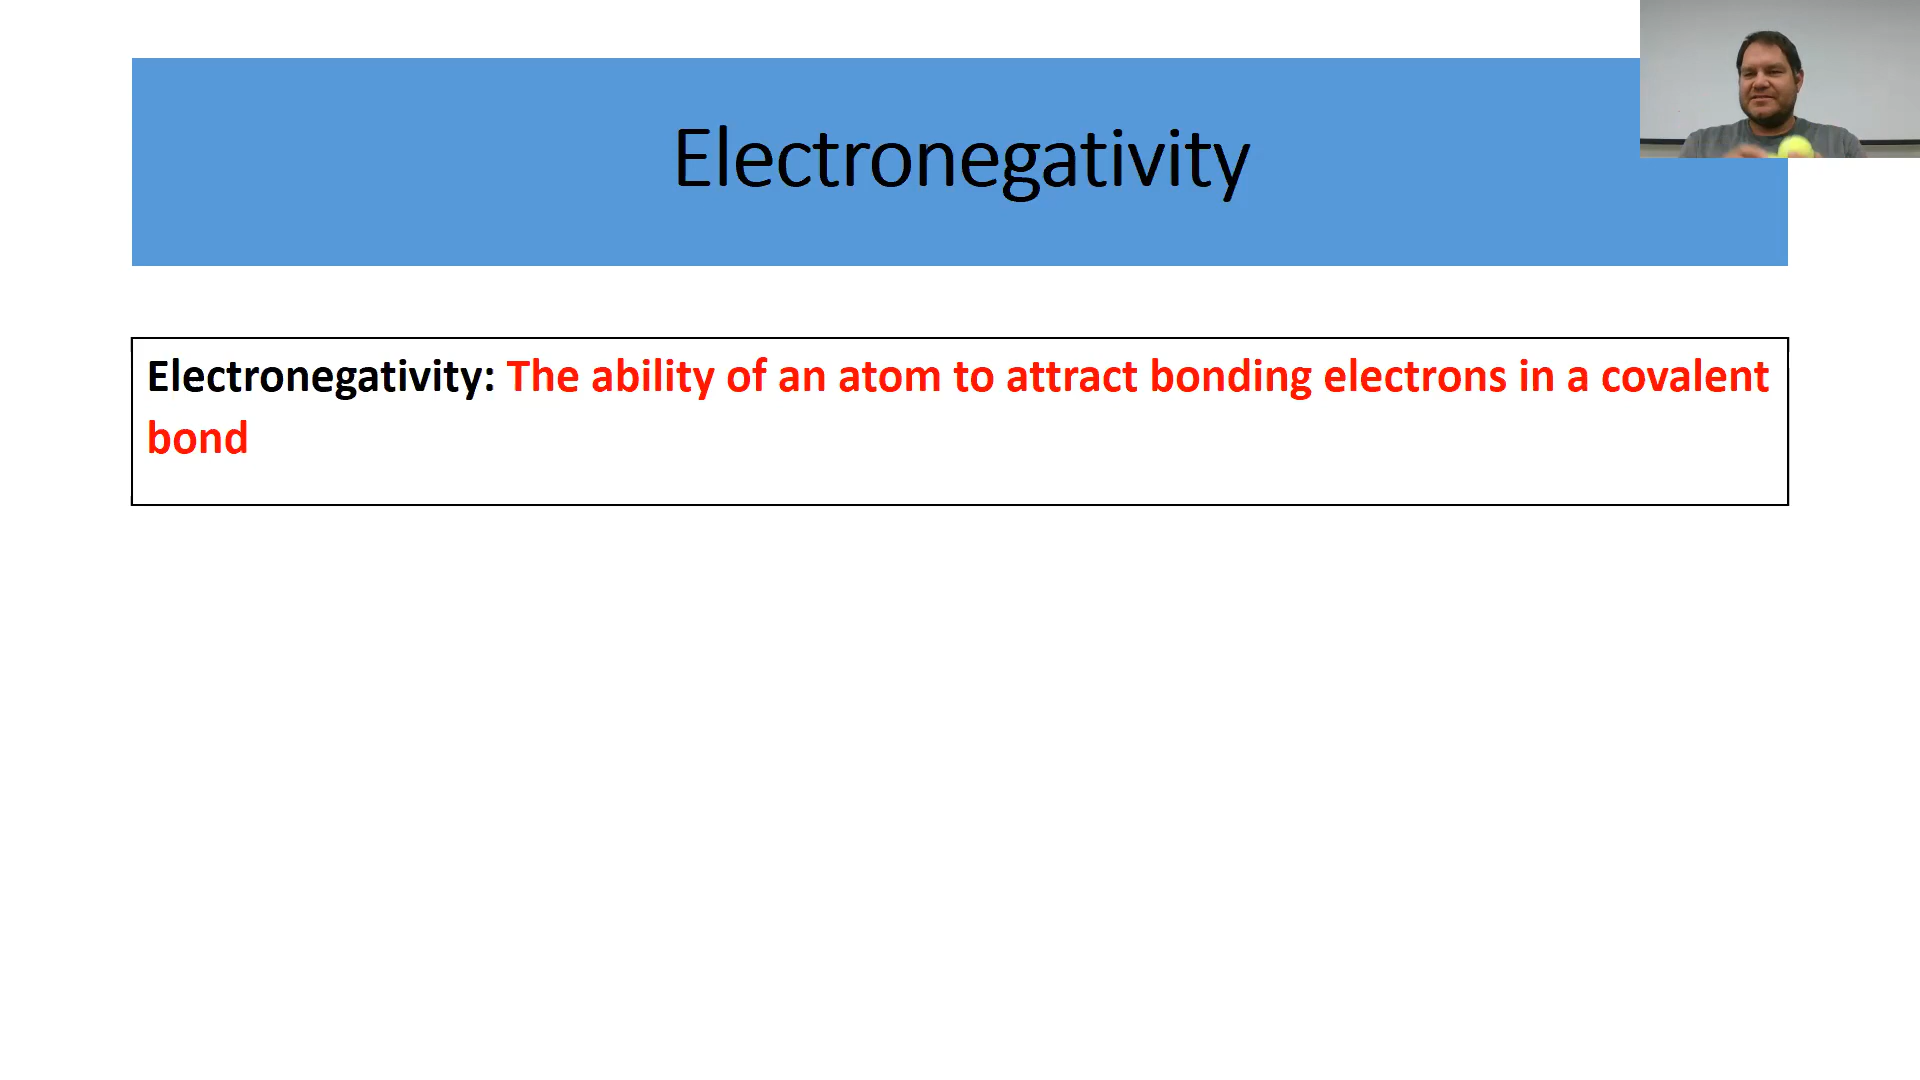 Electronegativity
Electronegativity: The ability of an atom to attract bonding electrons in a covalent
bond